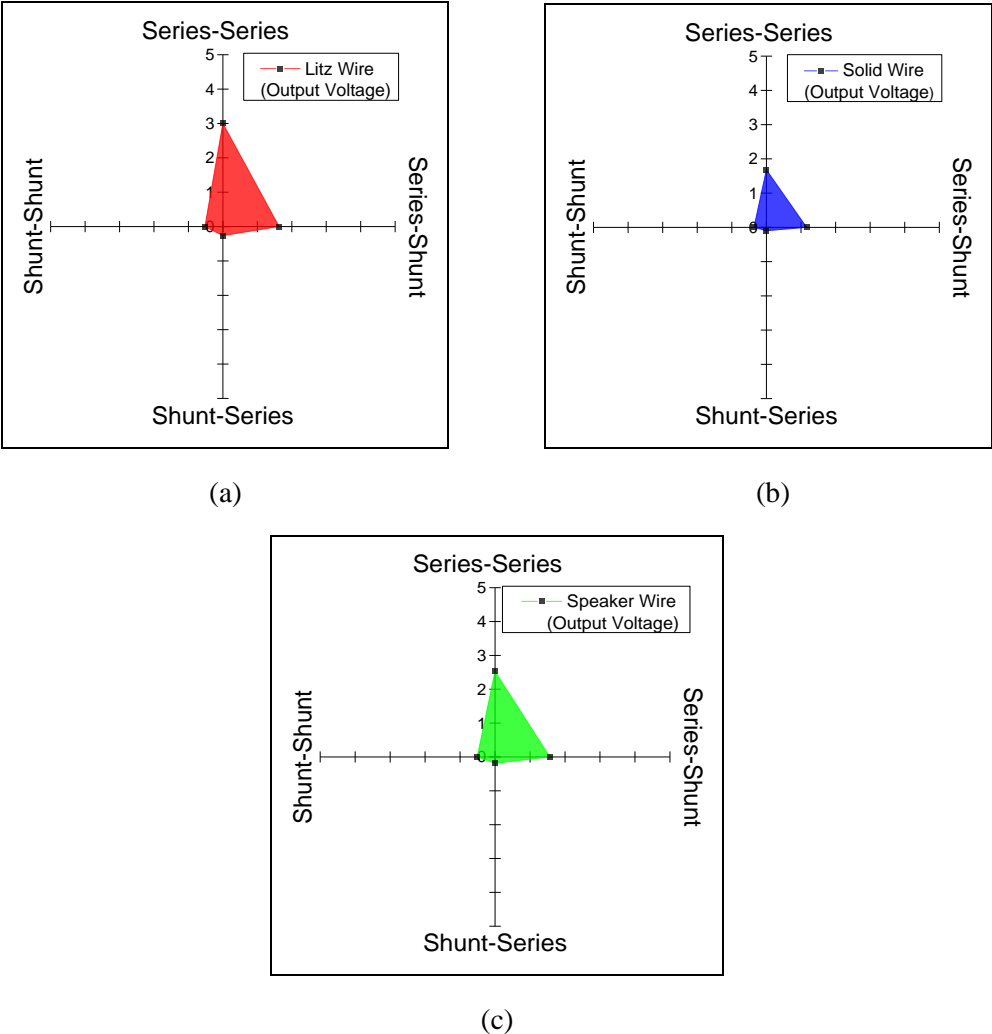 Series-Series
5
4
3
2
1
0
Litz Wire
(Output Voltage)
Shunt-Shunt
Series-Shunt
Shunt-Series
(a)
Series-Series
5
4
3
2
1
0
Solid Wire
(Output Voltage)
Shunt-Shunt
Series-Shunt
Shunt-Series
(b)
Series-Series
5
4
3
2
1
0
Speaker Wire
(Output Voltage)
Shunt-Shunt
Series-Shunt
Shunt-Series
(c)